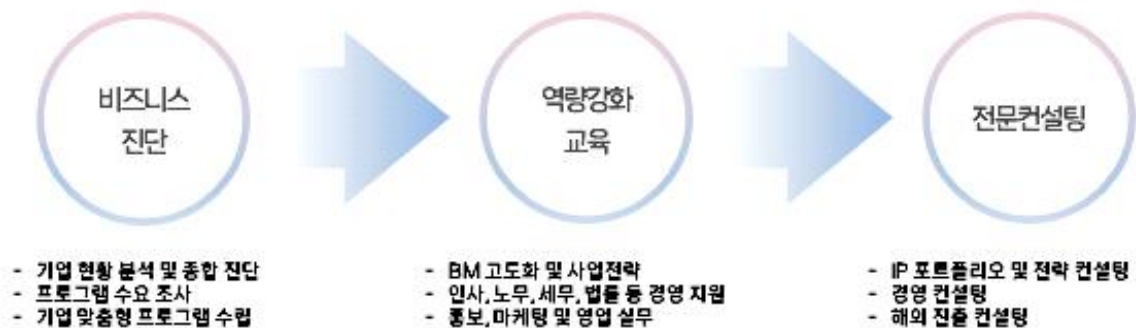 비즈니스
진단
역량강화
교육
전문컨설팅
- 기업 현황 분석 및 종합 진단
- 프로그램 수요 조사
- 기업 맞춤형 프로그램 수립
- BM 고도화 및 사업전략
- 인사, 노무, 세무, 법률 등 경영 지원
- 홍보, 마케팅 및 영업 실무
- IP 포트폴리오 및 전략 컨설팅
- 경영 컨설팅
- 해외 진출 컨설팅